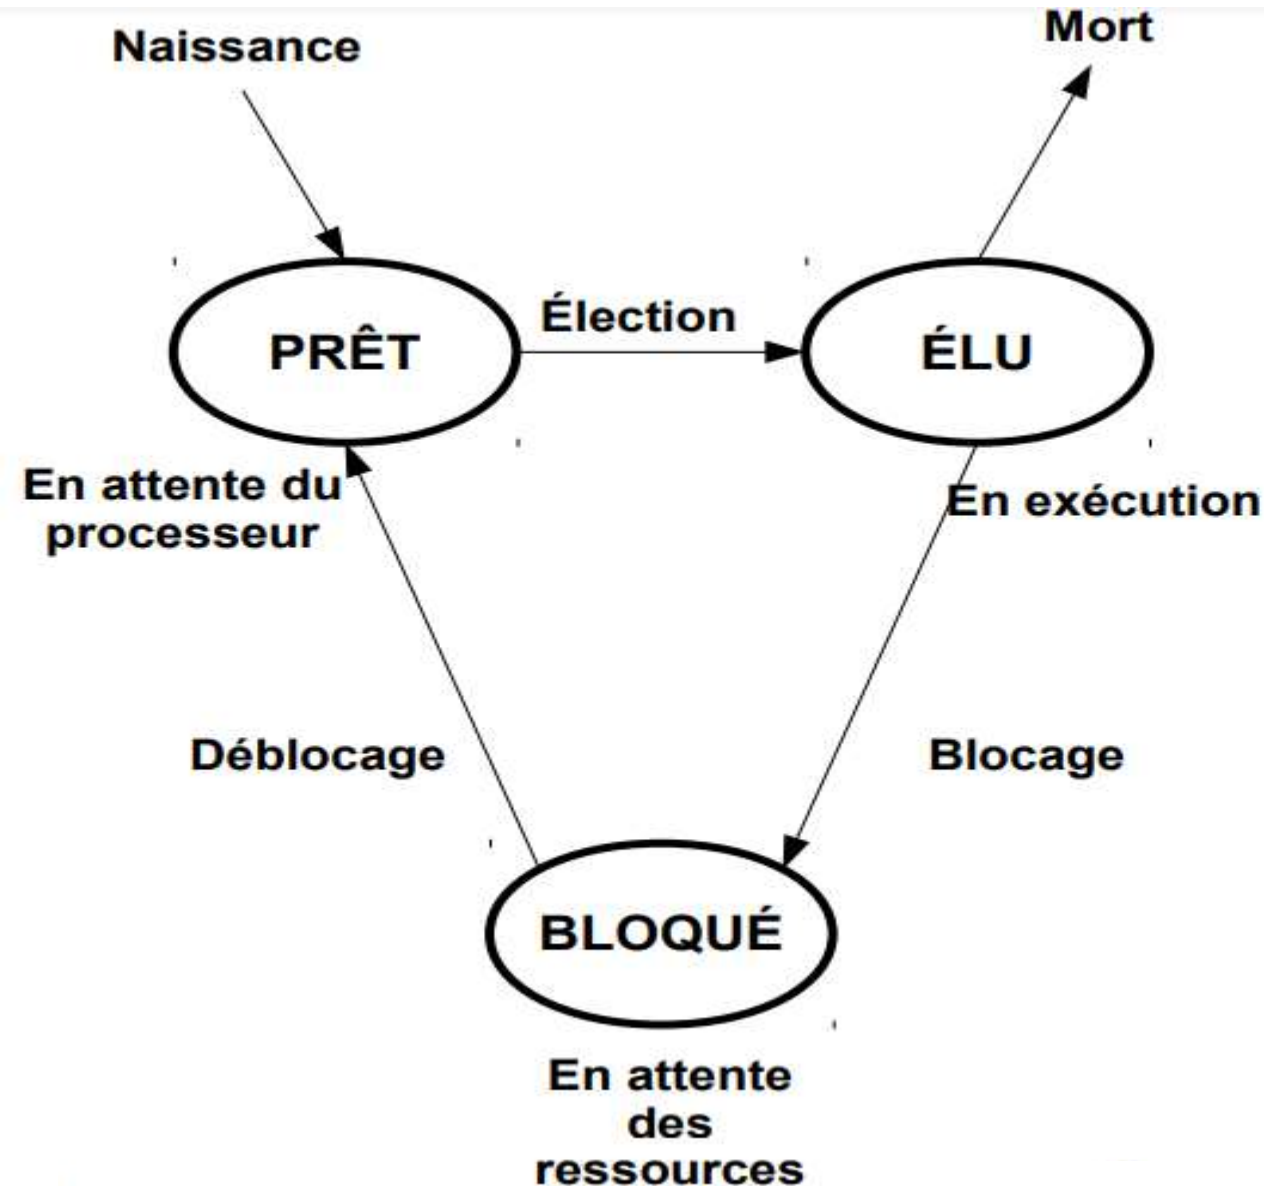 Naissance
Mort
PRÊT
Élection
ÉLU
En attente du
processeur
En exécution
Déblocage
Blocage
BLOQUÉ
En attente
des
ressources